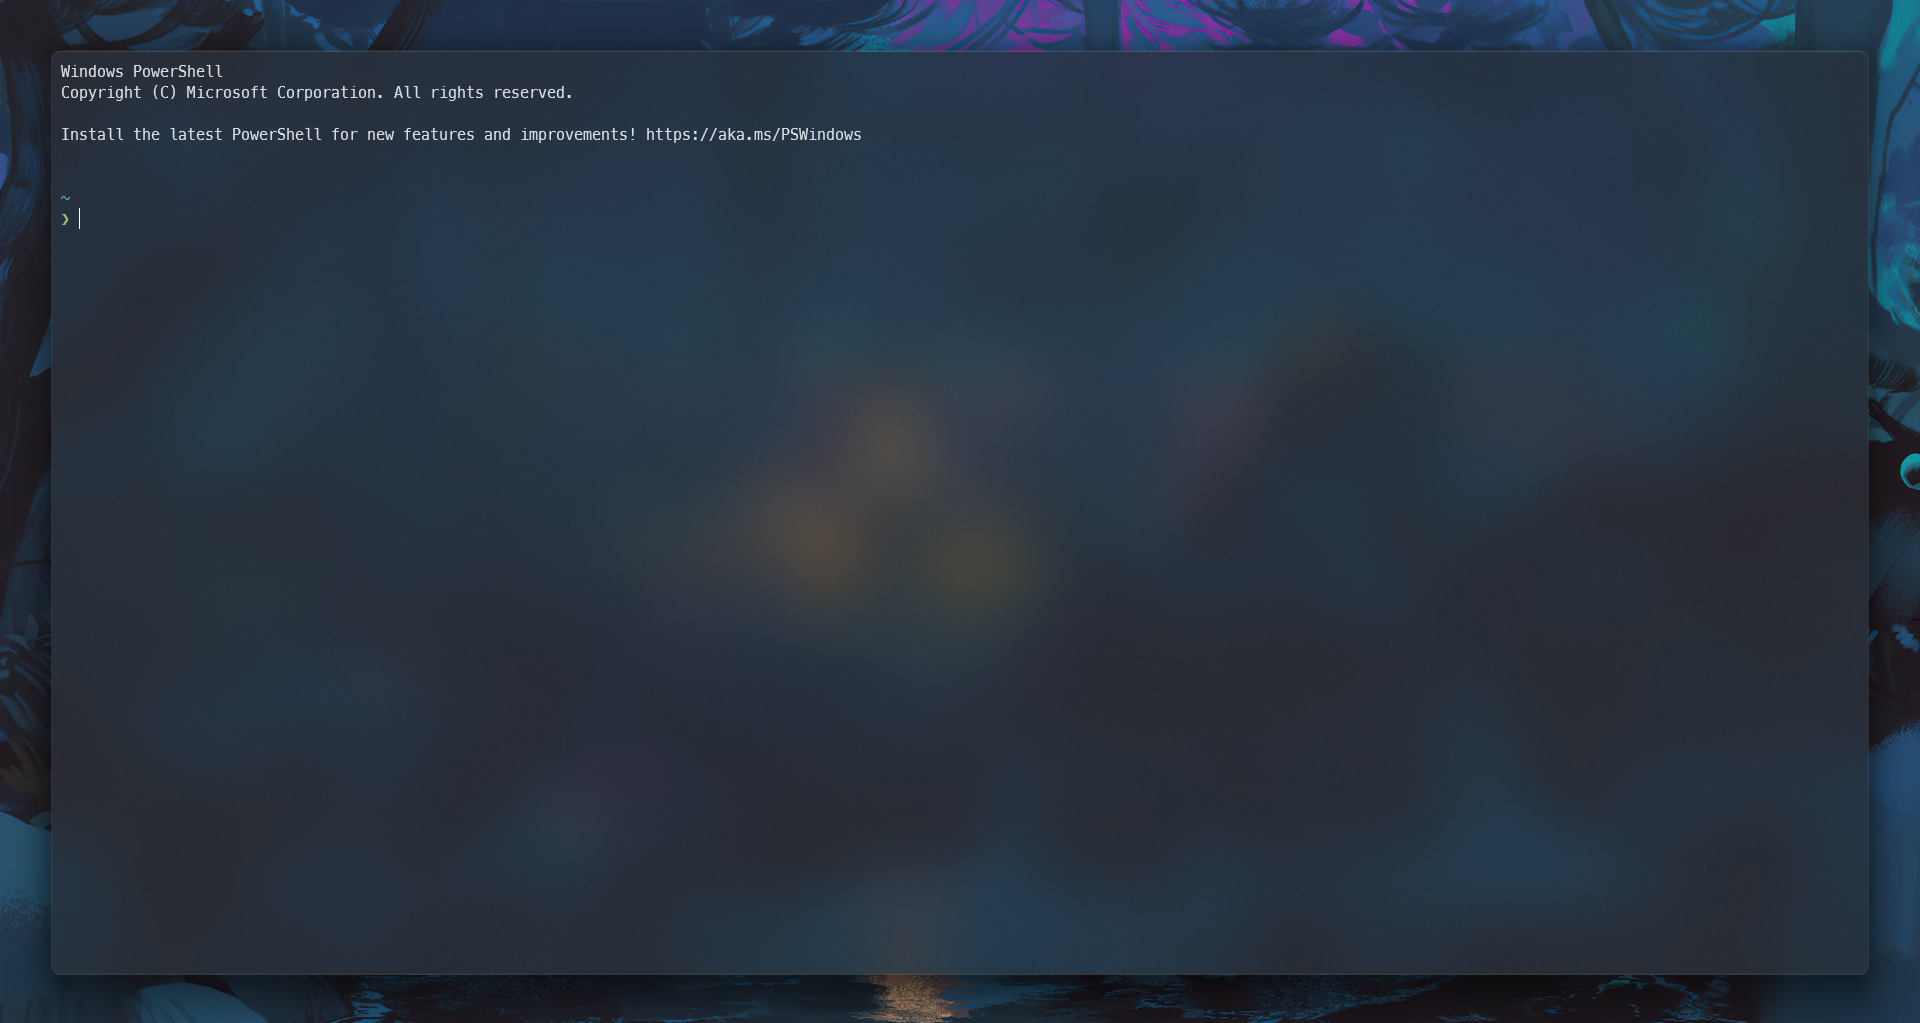 Windows PowerShell
Copyright (C) Microsoft Corporation. All rights reserved.
Install the latest PowerShell for new features and improvements! https://aka.ms/PSWindows
~
❯